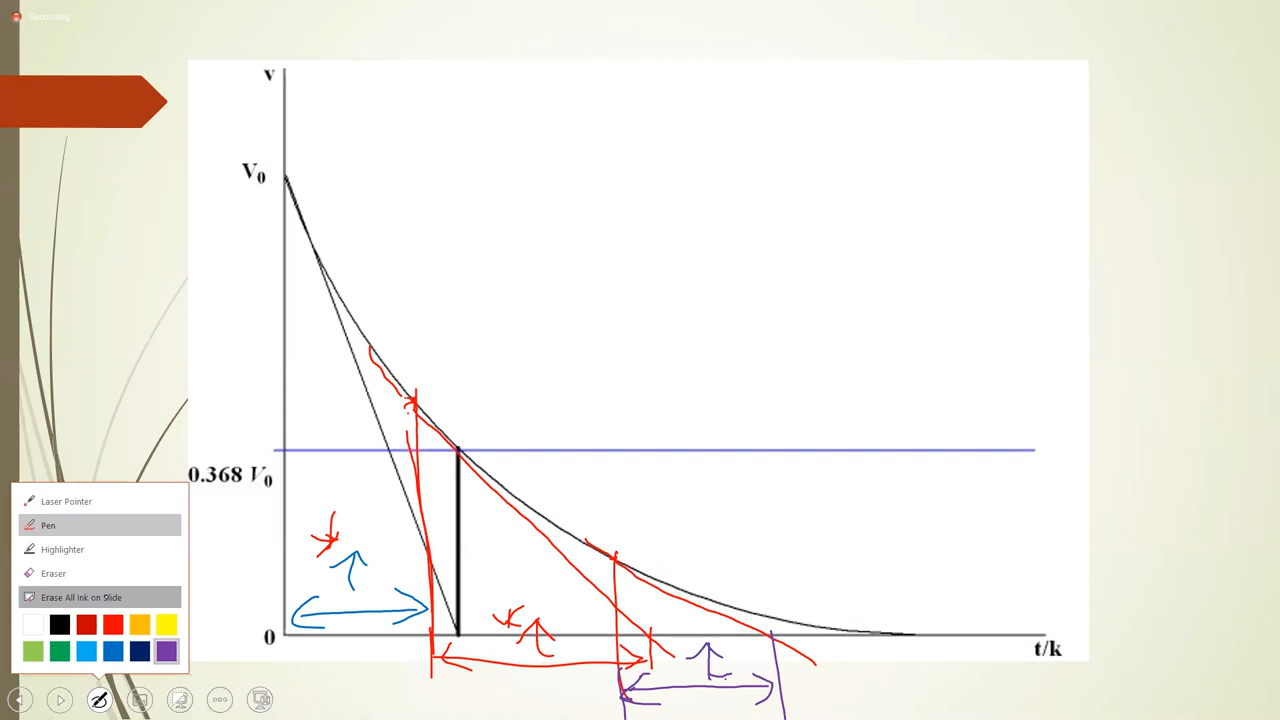 Recording
v
V₀
0.368 V₀
0
t/k
Laser Pointer
Pen
Highlighter
Eraser
Erase All Ink on Slide